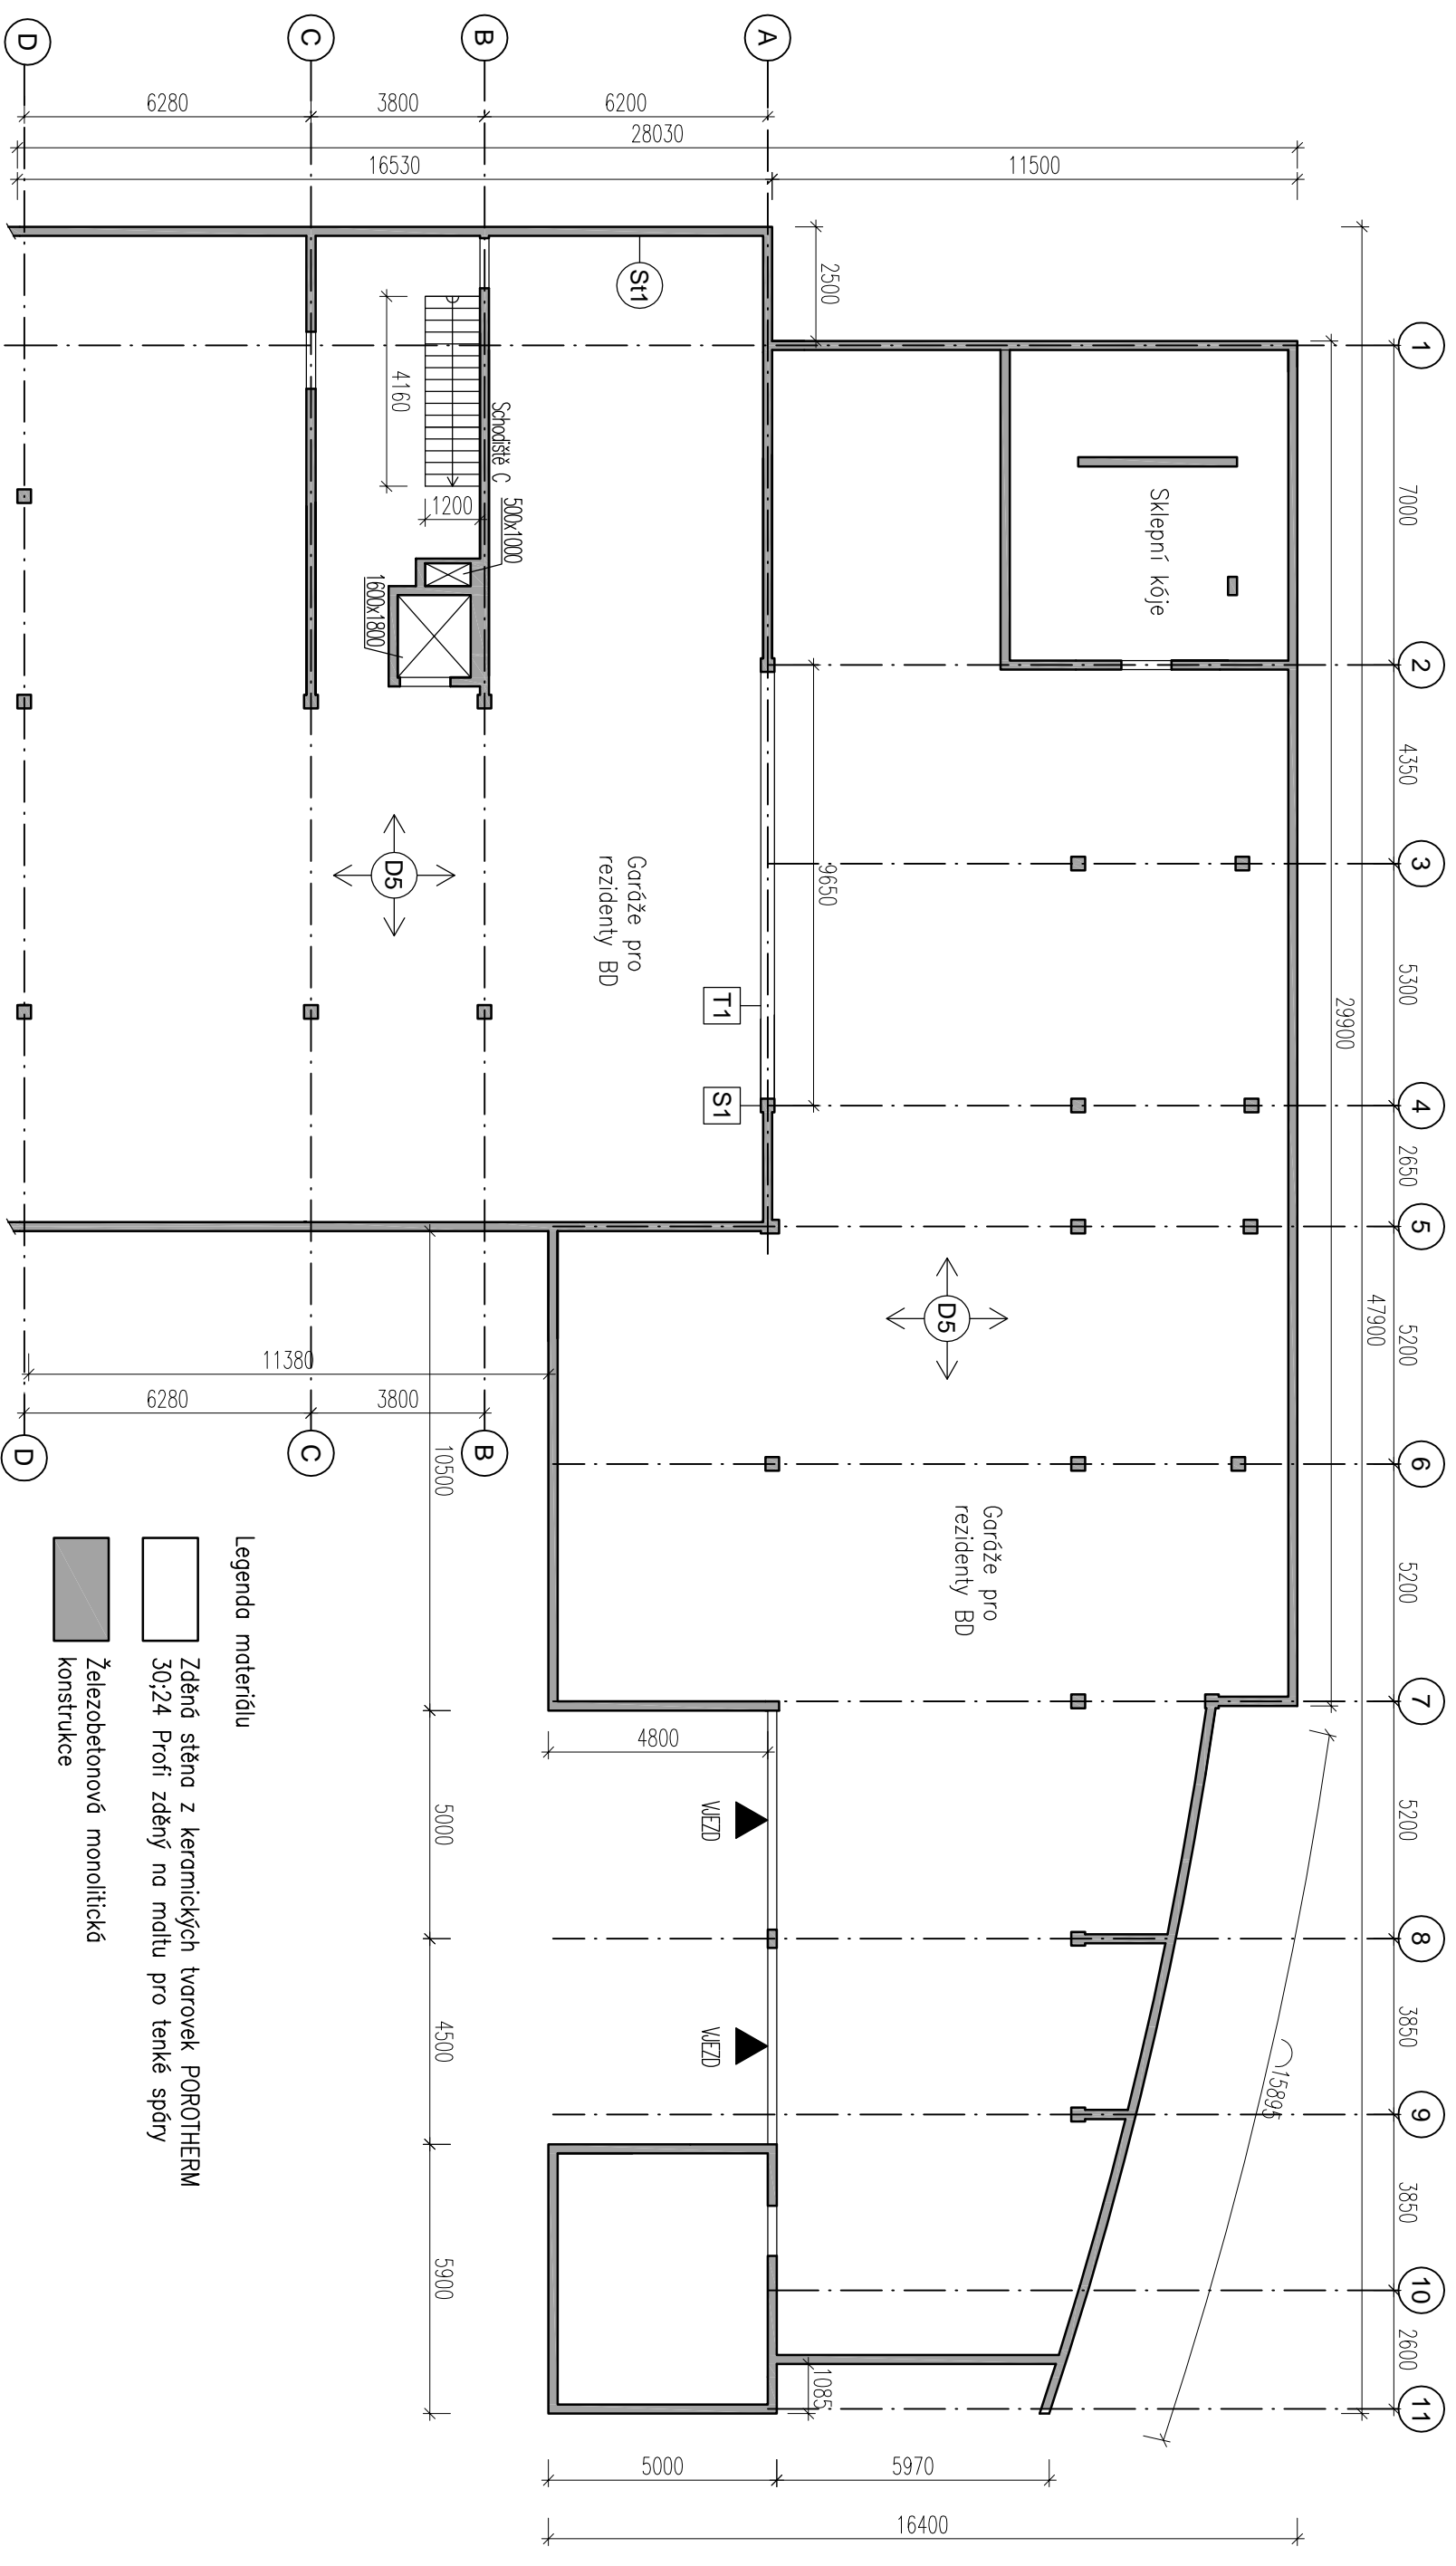 1
2
3
4
5
6
7
8
9
10
11
7000
4350
5300
2650
5200
5200
5200
3850
3850
2600
47900
29900
15895
2500
9650
1085
A
B
C
D
6200
3800
6280
28030
16530
11500
Sklepní kóje
St1
Schodiště C
4160
1200
500x1000
1600x1800
D5
Garáže pro
rezidenty BD
T1
S1
D5
Garáže pro
rezidenty BD
11380
3800
6280
B
C
D
4800
VJEZD
VJEZD
10500
5000
4500
5900
5000
5970
16400
Legenda materiálu
Zděná stěna z keramických tvarovek POROTHERM
30;24 Profi zděný na maltu pro tenké spáry
Železobetonová monolitická
konstrukce